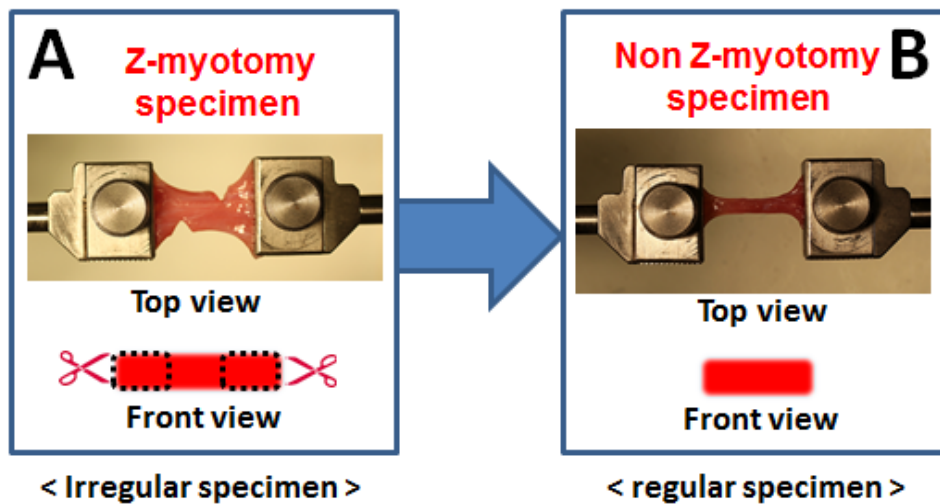 A
Z-myotomy
specimen
Top view
Front view
< Irregular specimen >
Non Z-myotomy
B
specimen
Top view
Front view
< regular specimen >